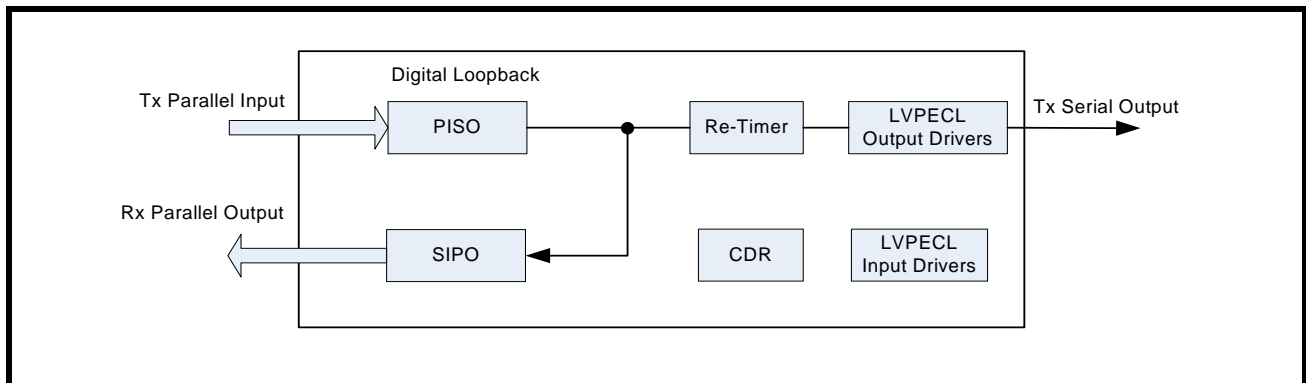 Digital Loopback
Tx Parallel Input
PISO
Re-Timer
LVPECL
Output Drivers
Tx Serial Output
Rx Parallel Output
SIPO
CDR
LVPECL
Input Drivers